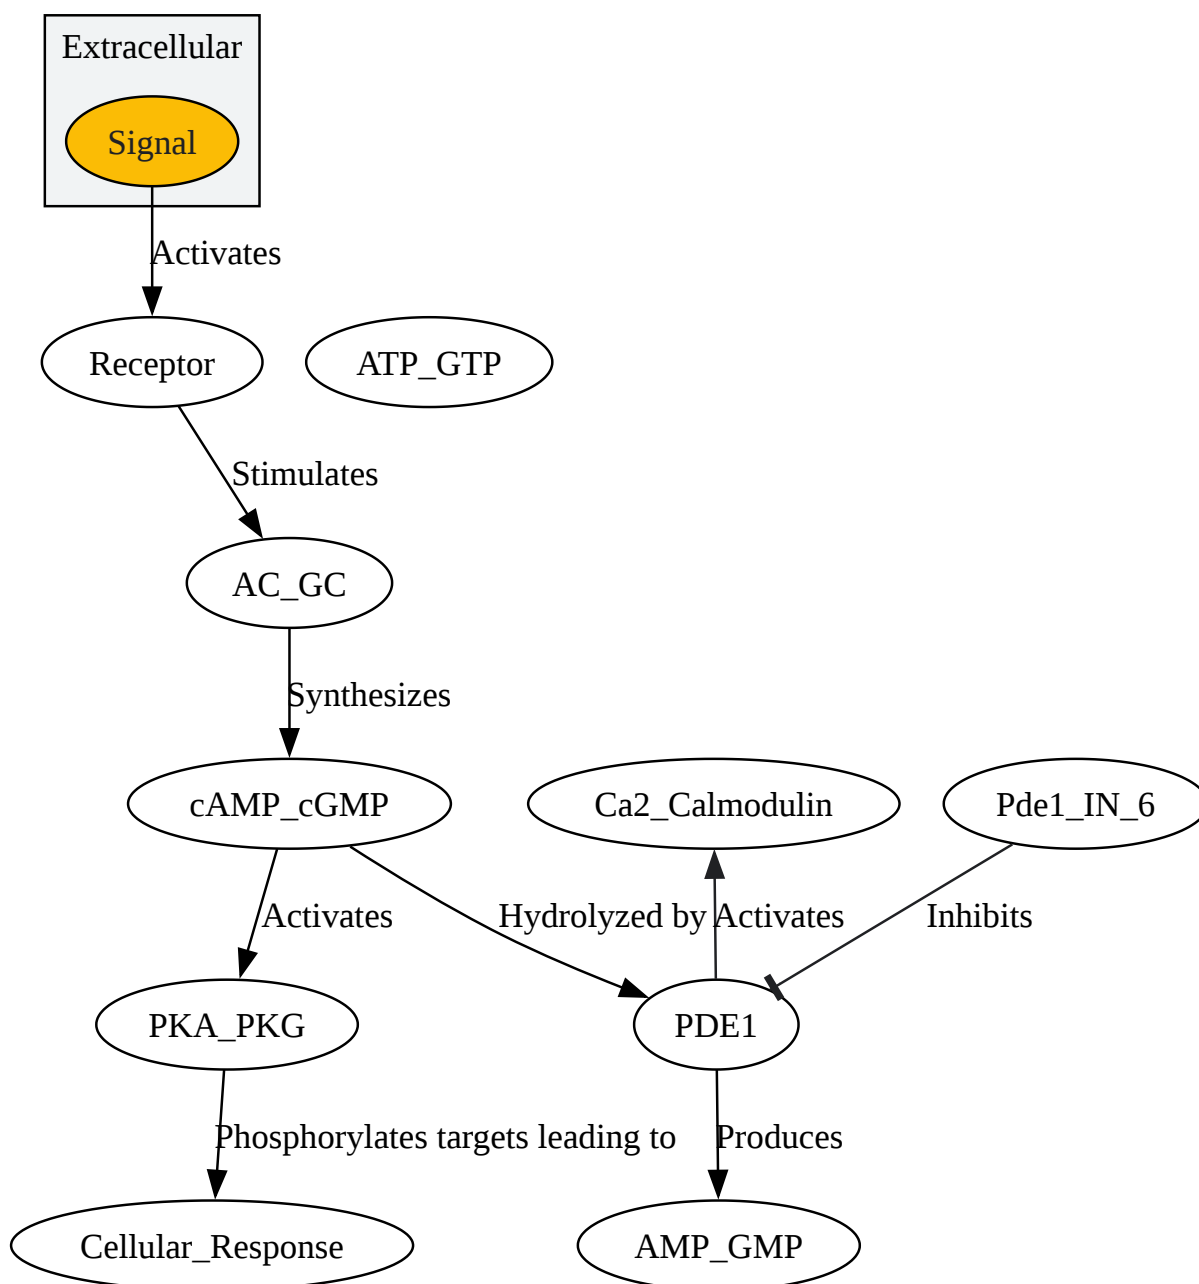 Extracellular
Signal
Activates
Receptor
ATP_GTP
Stimulates
AC_GC
Synthesizes
cAMP_cGMP
Ca2_Calmodulin
Pde1_IN_6
Activates
Hydrolyzed by
Activates
Inhibits
PKA_PKG
PDE1
Phosphorylates targets leading to
Produces
Cellular_Response
AMP_GMP